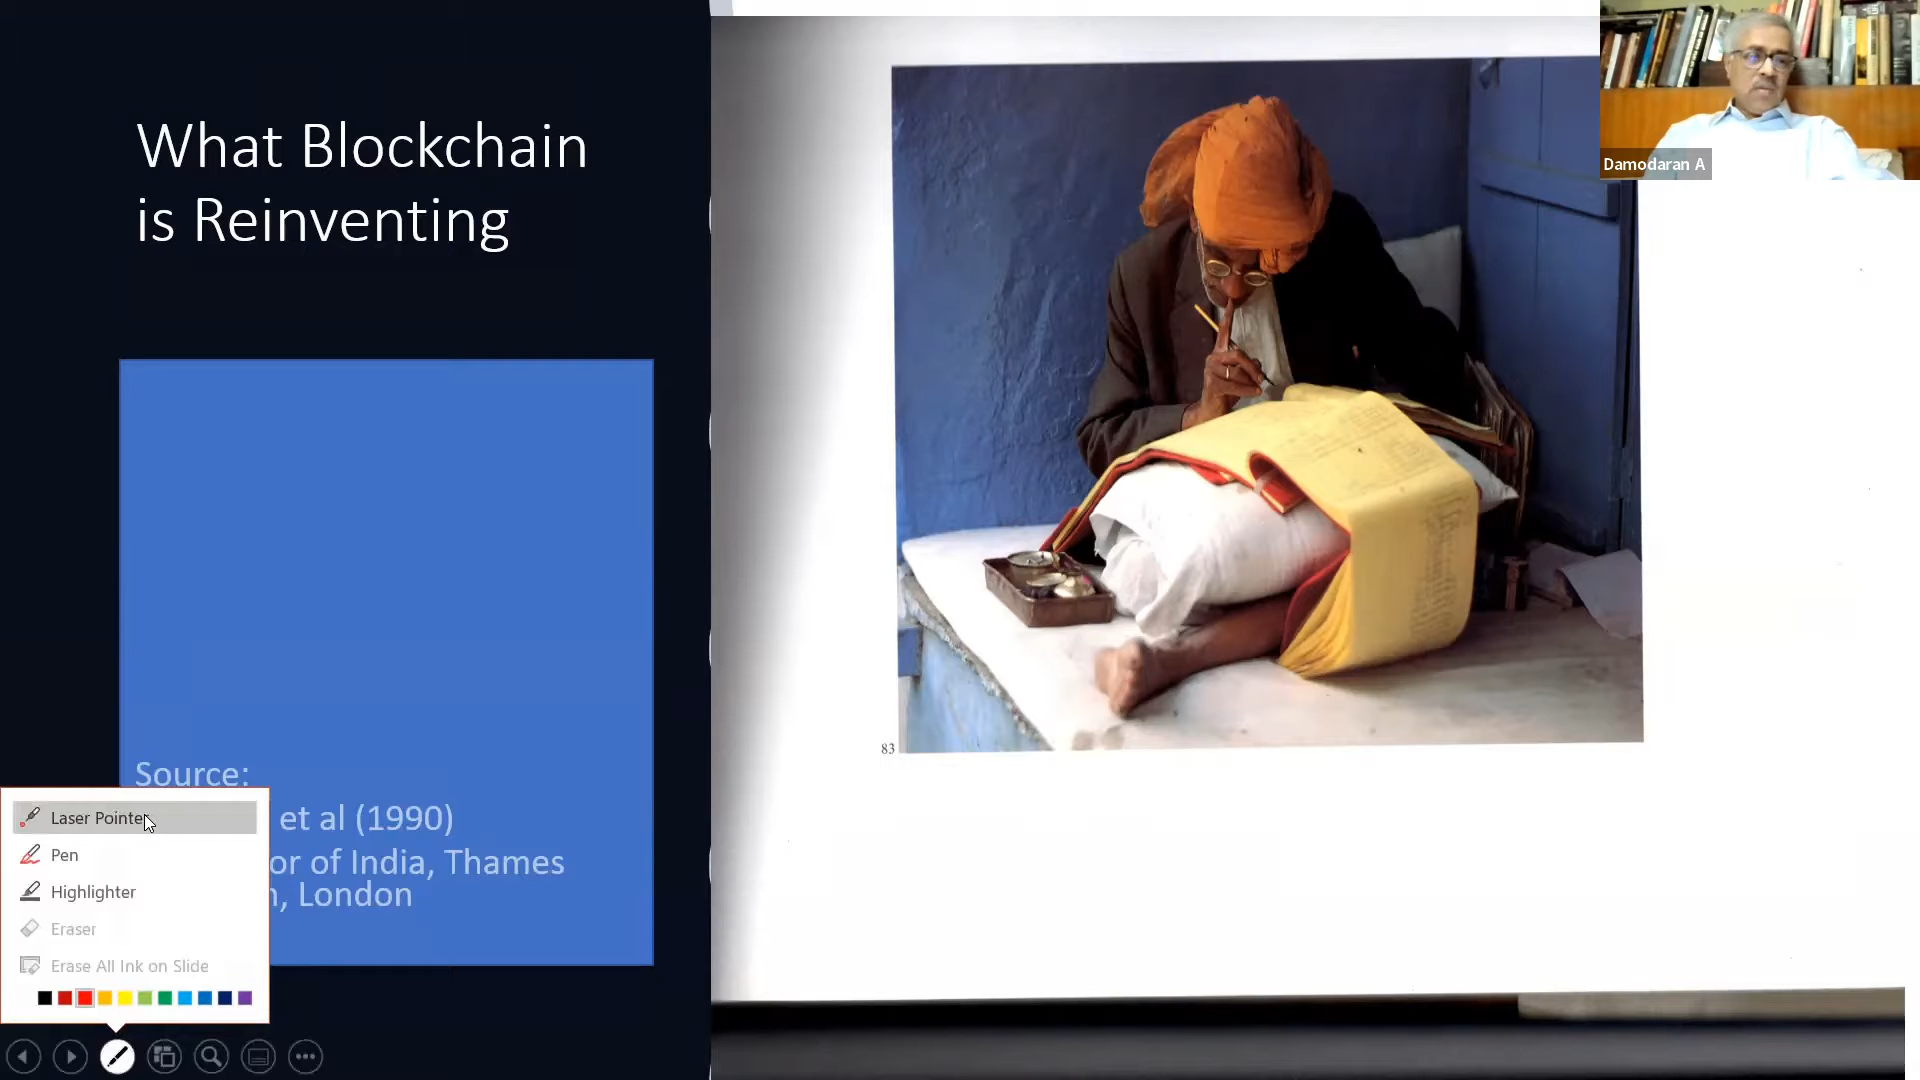 What Blockchain
is Reinventing
Source:
et al (1990)
or of India, Thames
, London
Laser Pointer
Pen
Highlighter
Eraser
Erase All Ink on Slide
83
Damodaran A